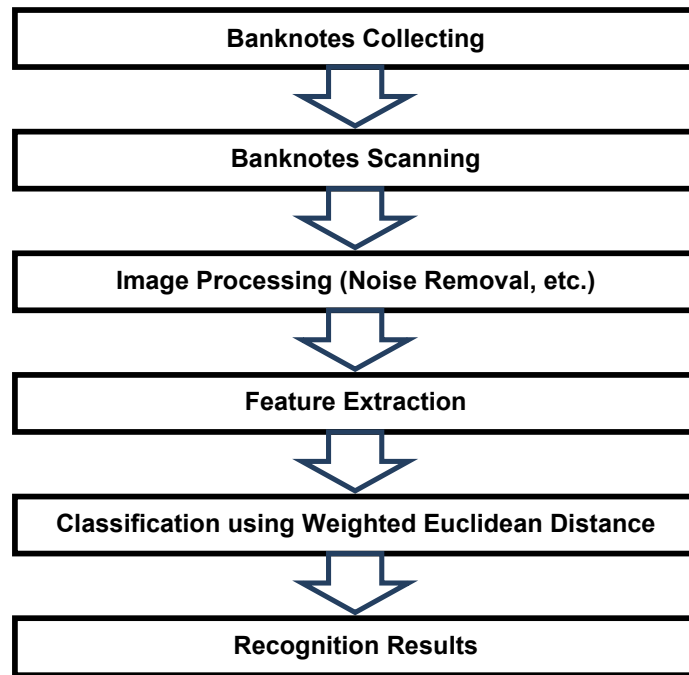 Banknotes Collecting
Banknotes Scanning
Image Processing (Noise Removal, etc.)
Feature Extraction
Classification using Weighted Euclidean Distance
Recognition Results